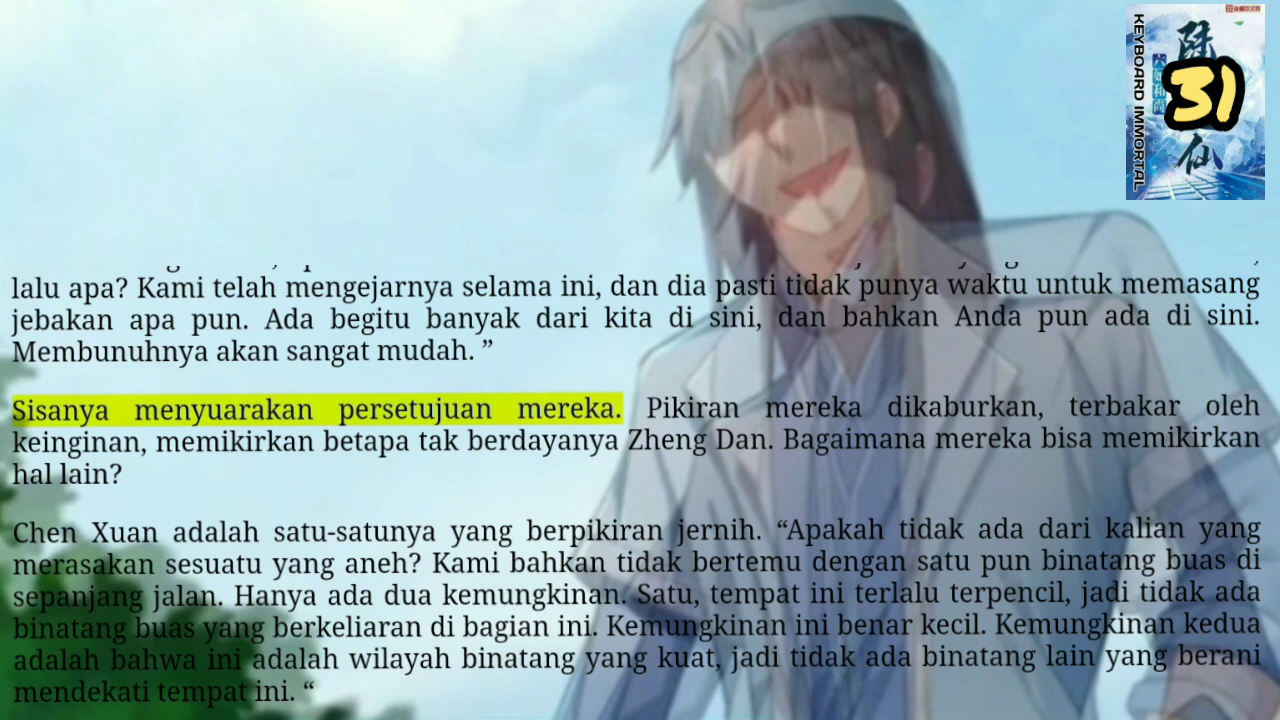 KEYBOARD IMMORTAL
陆
31
仙
lalu apa? Kami telah mengejarnya selama ini, dan dia pasti tidak punya waktu untuk memasang
jebakan apa pun. Ada begitu banyak dari kita di sini, dan bahkan Anda pun ada di sini.
Membunuhnya akan sangat mudah. ”
Sisanya menyuarakan persetujuan mereka. Pikiran mereka dikaburkan, terbakar oleh
keinginan, memikirkan betapa tak berdayanya Zheng Dan. Bagaimana mereka bisa memikirkan
hal lain?
Chen Xuan adalah satu-satunya yang berpikiran jernih. “Apakah tidak ada dari kalian yang
merasakan sesuatu yang aneh? Kami bahkan tidak bertemu dengan satu pun binatang buas di
sepanjang jalan. Hanya ada dua kemungkinan. Satu, tempat ini terlalu terpencil, jadi tidak ada
binatang buas yang berkeliaran di bagian ini. Kemungkinan ini benar kecil. Kemungkinan kedua
adalah bahwa ini adalah wilayah binatang yang kuat, jadi tidak ada binatang lain yang berani
mendekati tempat ini. “